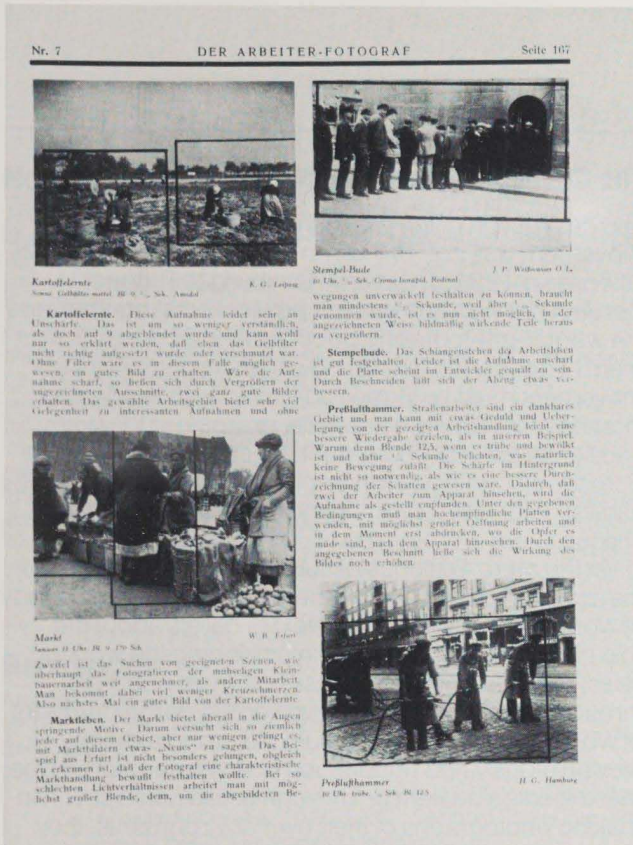 Nr. 7
DER ARBEITER-FOTOGRAF
Seite 167
Kartoffelernte
K. G. Leipzig
Sonne Gelbfilter Bl. 9 Sek.
Kartoffelernte. Diese Aufnahme leidet sehr an
Unschärfe. Das ist um so weniger verständlich,
als doch auf 9 abgeblendet wurde und kann wohl
nur so erklärt werden, daß eben das Gelbfilter
nicht richtig aufgesetzt wurde oder verschmutzt war.
Ohne Filter wäre es in diesem Falle möglich ge-
wesen, ein gutes Bild zu erhalten. Wäre die Auf-
nahme scharf, so ließen sich durch Vergrößern der
angezeichneten Ausschnitte, zwei ganz gute Bilder
erhalten. Das gewählte Arbeitsgebiet bietet sehr viel
Gelegenheit zu interessanten Aufnahmen und ohne
Markt
W. B. Erfurt
11 Uhr Bl. 9 Sek.
Zweifel ist das Suchen von geeigneten Szenen, wie
überhaupt das Fotografieren der mühseligen Klein-
bauernarbeit weit angenehmer, als andere Mitarbeit.
Man bekommt dabei viel weniger Kreuzschmerzen.
Also nächstes Mal ein gutes Bild von der Kartoffelernte
Marktleben. Der Markt bietet überall in die Augen
springende Motive. Darum versucht sich so ziemlich
jeder auf diesem Gebiet, aber nur wenigen gelingt es,
mit Marktbildern etwas „Neues“ zu sagen. Das Bei-
spiel aus Erfurt ist nicht besonders gelungen, obgleich
zu erkennen ist, daß der Fotograf eine charakteristische
Markthandlung bewußt festhalten wollte. Bei so
schlechten Lichtverhältnissen arbeitet man mit mög-
lichst großer Blende, denn, um die abgebildeten Be-
Stempel-Bude
J. P. O. L.
10 Uhr, Sek.
wegungen unverwackelt festhalten zu können, braucht
man mindestens Sekunde, weil aber Sekunde
genommen wurde, ist es nun nicht möglich, in der
angezeichneten Weise bildmäßig wirkende Teile heraus
zu vergrößern.
Stempelbude. Das Schlangenstehen der Arbeitslosen
ist gut festgehalten. Leider ist die Aufnahme unscharf
und die Platte scheint im Entwickler gequält zu sein.
Durch Beschneiden läßt sich der Abzug etwas ver-
bessern.
Preßlufthammer. Straßenarbeiter sind ein dankbares
Gebiet und man kann mit etwas Geduld und Ueber-
legung von der gezeigten Arbeitshandlung leicht eine
bessere Wiedergabe erzielen, als in unserem Beispiel.
Warum denn Blende 12,5, wenn es trübe und bewölkt
ist und dafür Sekunde belichten, was natürlich
keine Bewegung zuläßt. Die Schärfe im Hintergrund
ist nicht so notwendig, als wie eine bessere Durch-
zeichnung der Schatten gewesen wäre. Dadurch, daß
zwei der Arbeiter zum Apparat hinsehen, wird die
Aufnahme als gestellt empfunden. Unter den gegebenen
Bedingungen muß man hochempfindliche Platten ver-
wenden, mit möglichst großer Oeffnung arbeiten und
in dem Moment erst abdrücken, wo die Opfer es
müde sind, nach dem Apparat hinzusehen. Durch den
angegebenen Beschnitt ließe sich die Wirkung des
Bildes noch erhöhen.
Preßlufthammer
H. G. Hamburg
10 Uhr, trübe, Sek. Bl. 12,5